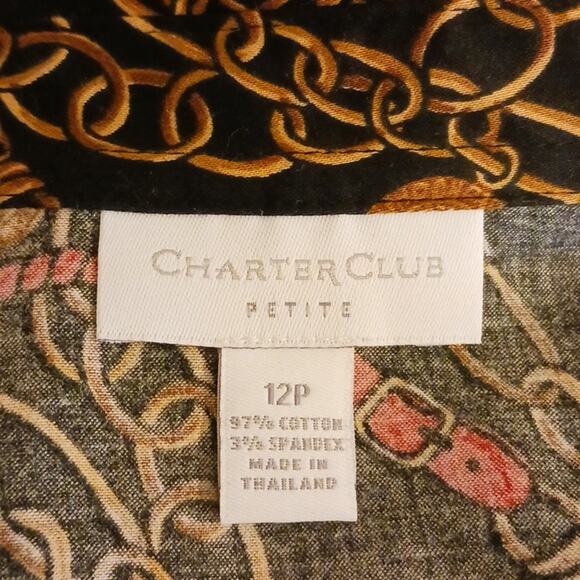 CHARTER CLUB
PETITE
12P
97% COTTON
3% SPANDEX
MADE IN
THAILAND